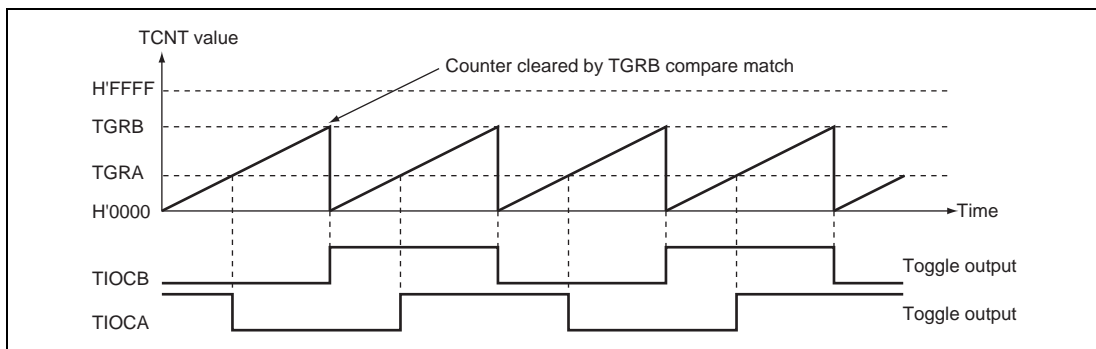 TCNT value
Counter cleared by TGRB compare match
H'FFFF
TGRB
TGRA
H'0000
Time
TIOCB
Toggle output
TIOCA
Toggle output